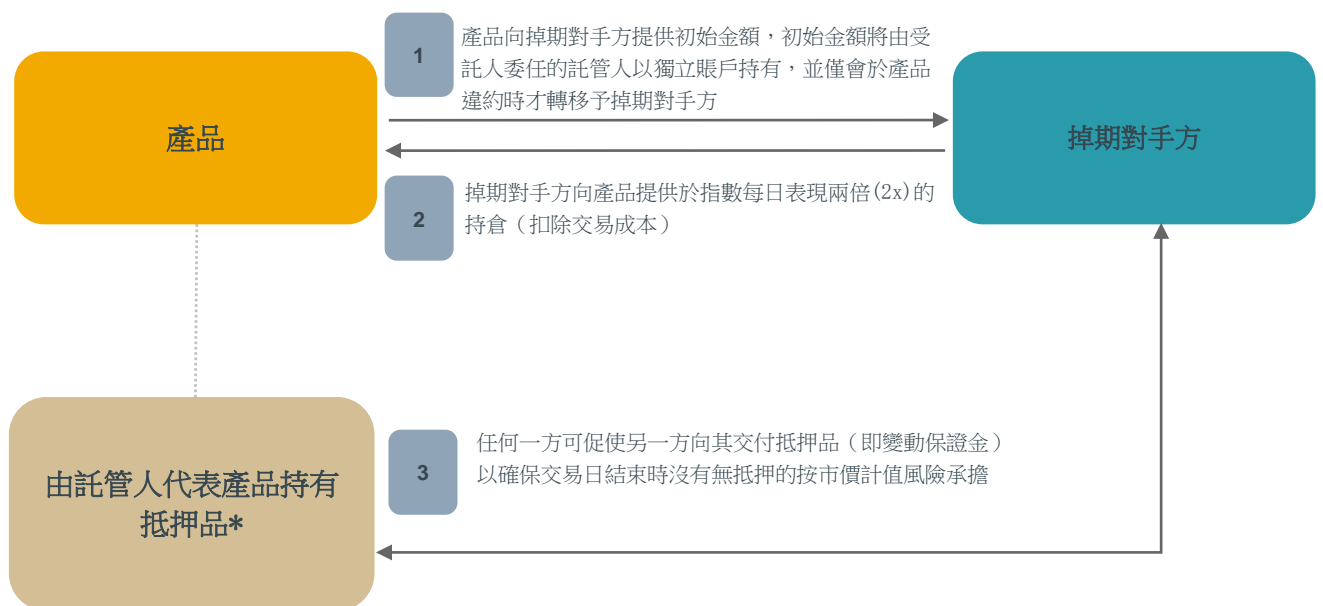 1
產品向掉期對手方提供初始金額，初始金額將由受
託人委任的託管人以獨立賬戶持有，並僅會於產品
違約時才轉移予掉期對手方
產品
掉期對手方
2
掉期對手方向產品提供於指數每日表現兩倍(2x)的
持倉（扣除交易成本）
3
任何一方可促使另一方向其交付抵押品（即變動保證金）
以確保交易日結束時沒有無抵押的按市價計值風險承擔
由託管人代表產品持有
抵押品*